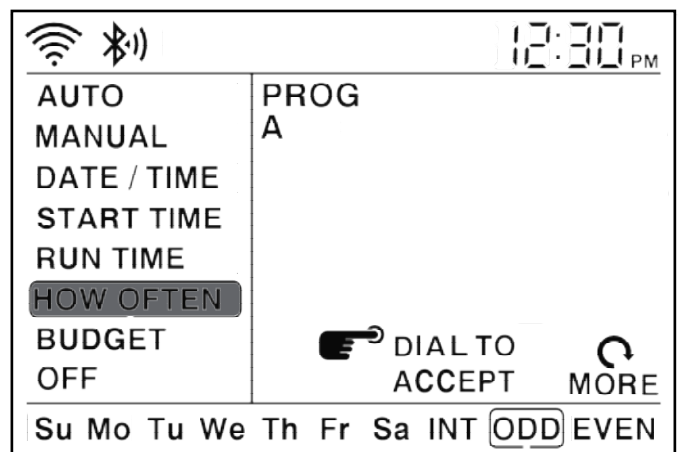 12:30 PM
AUTO
MANUAL
DATE / TIME
START TIME
RUN TIME
HOW OFTEN
BUDGET
OFF
PROG
A
DIAL TO
ACCEPT
MORE
Su Mo Tu We Th Fr Sa INT ODD EVEN